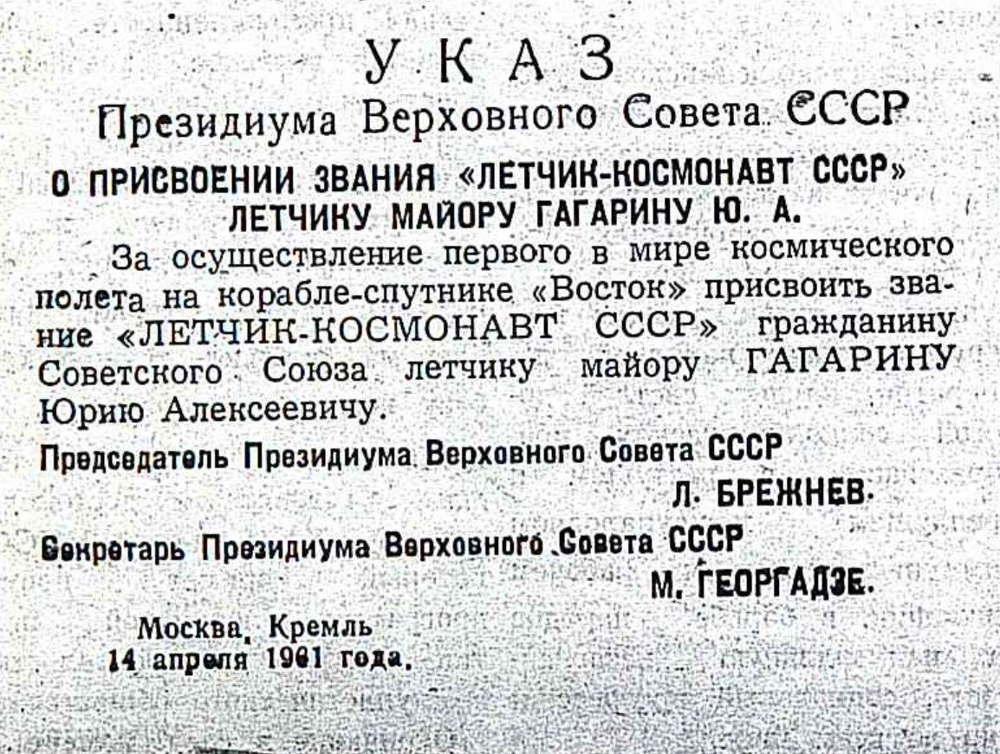 УКАЗ
Президиума Верховного Совета СССР
О ПРИСВОЕНИИ ЗВАНИЯ «ЛЕТЧИК-КОСМОНАВТ СССР»
ЛЕТЧИКУ МАЙОРУ ГАГАРИНУ Ю. А.
За осуществление первого в мире космического
полета на корабле-спутнике «Восток» присвоить зва-
ние «ЛЕТЧИК-КОСМОНАВТ СССР» гражданину
Советского Союза летчику майору ГАГАРИНУ
Юрию Алексеевичу.
Председатель Президиума Верховного Совета СССР
Л. БРЕЖНЕВ.
Секретарь Президиума Верховного Совета СССР
М. ГЕОРГАДЗЕ.
Москва, Кремль
14 апреля 1961 года.